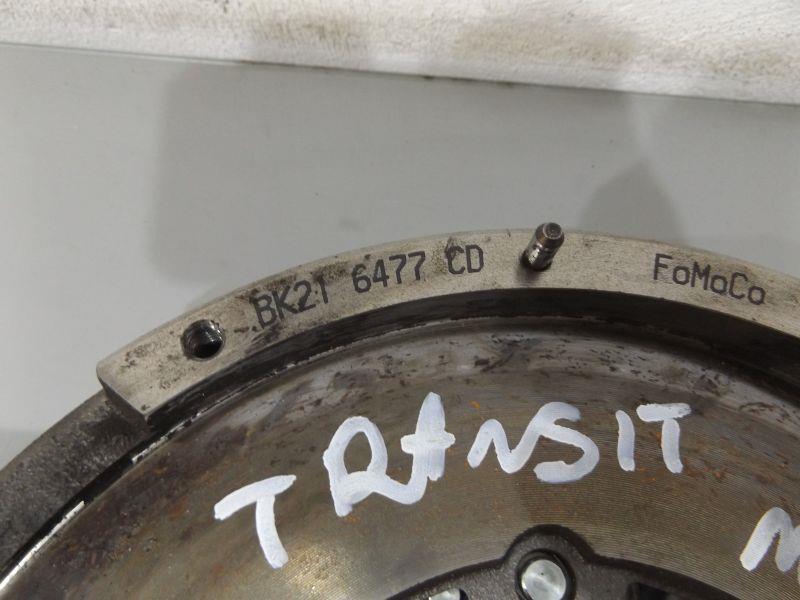 BK21 6477 CD FoMoCo
TRANSIT